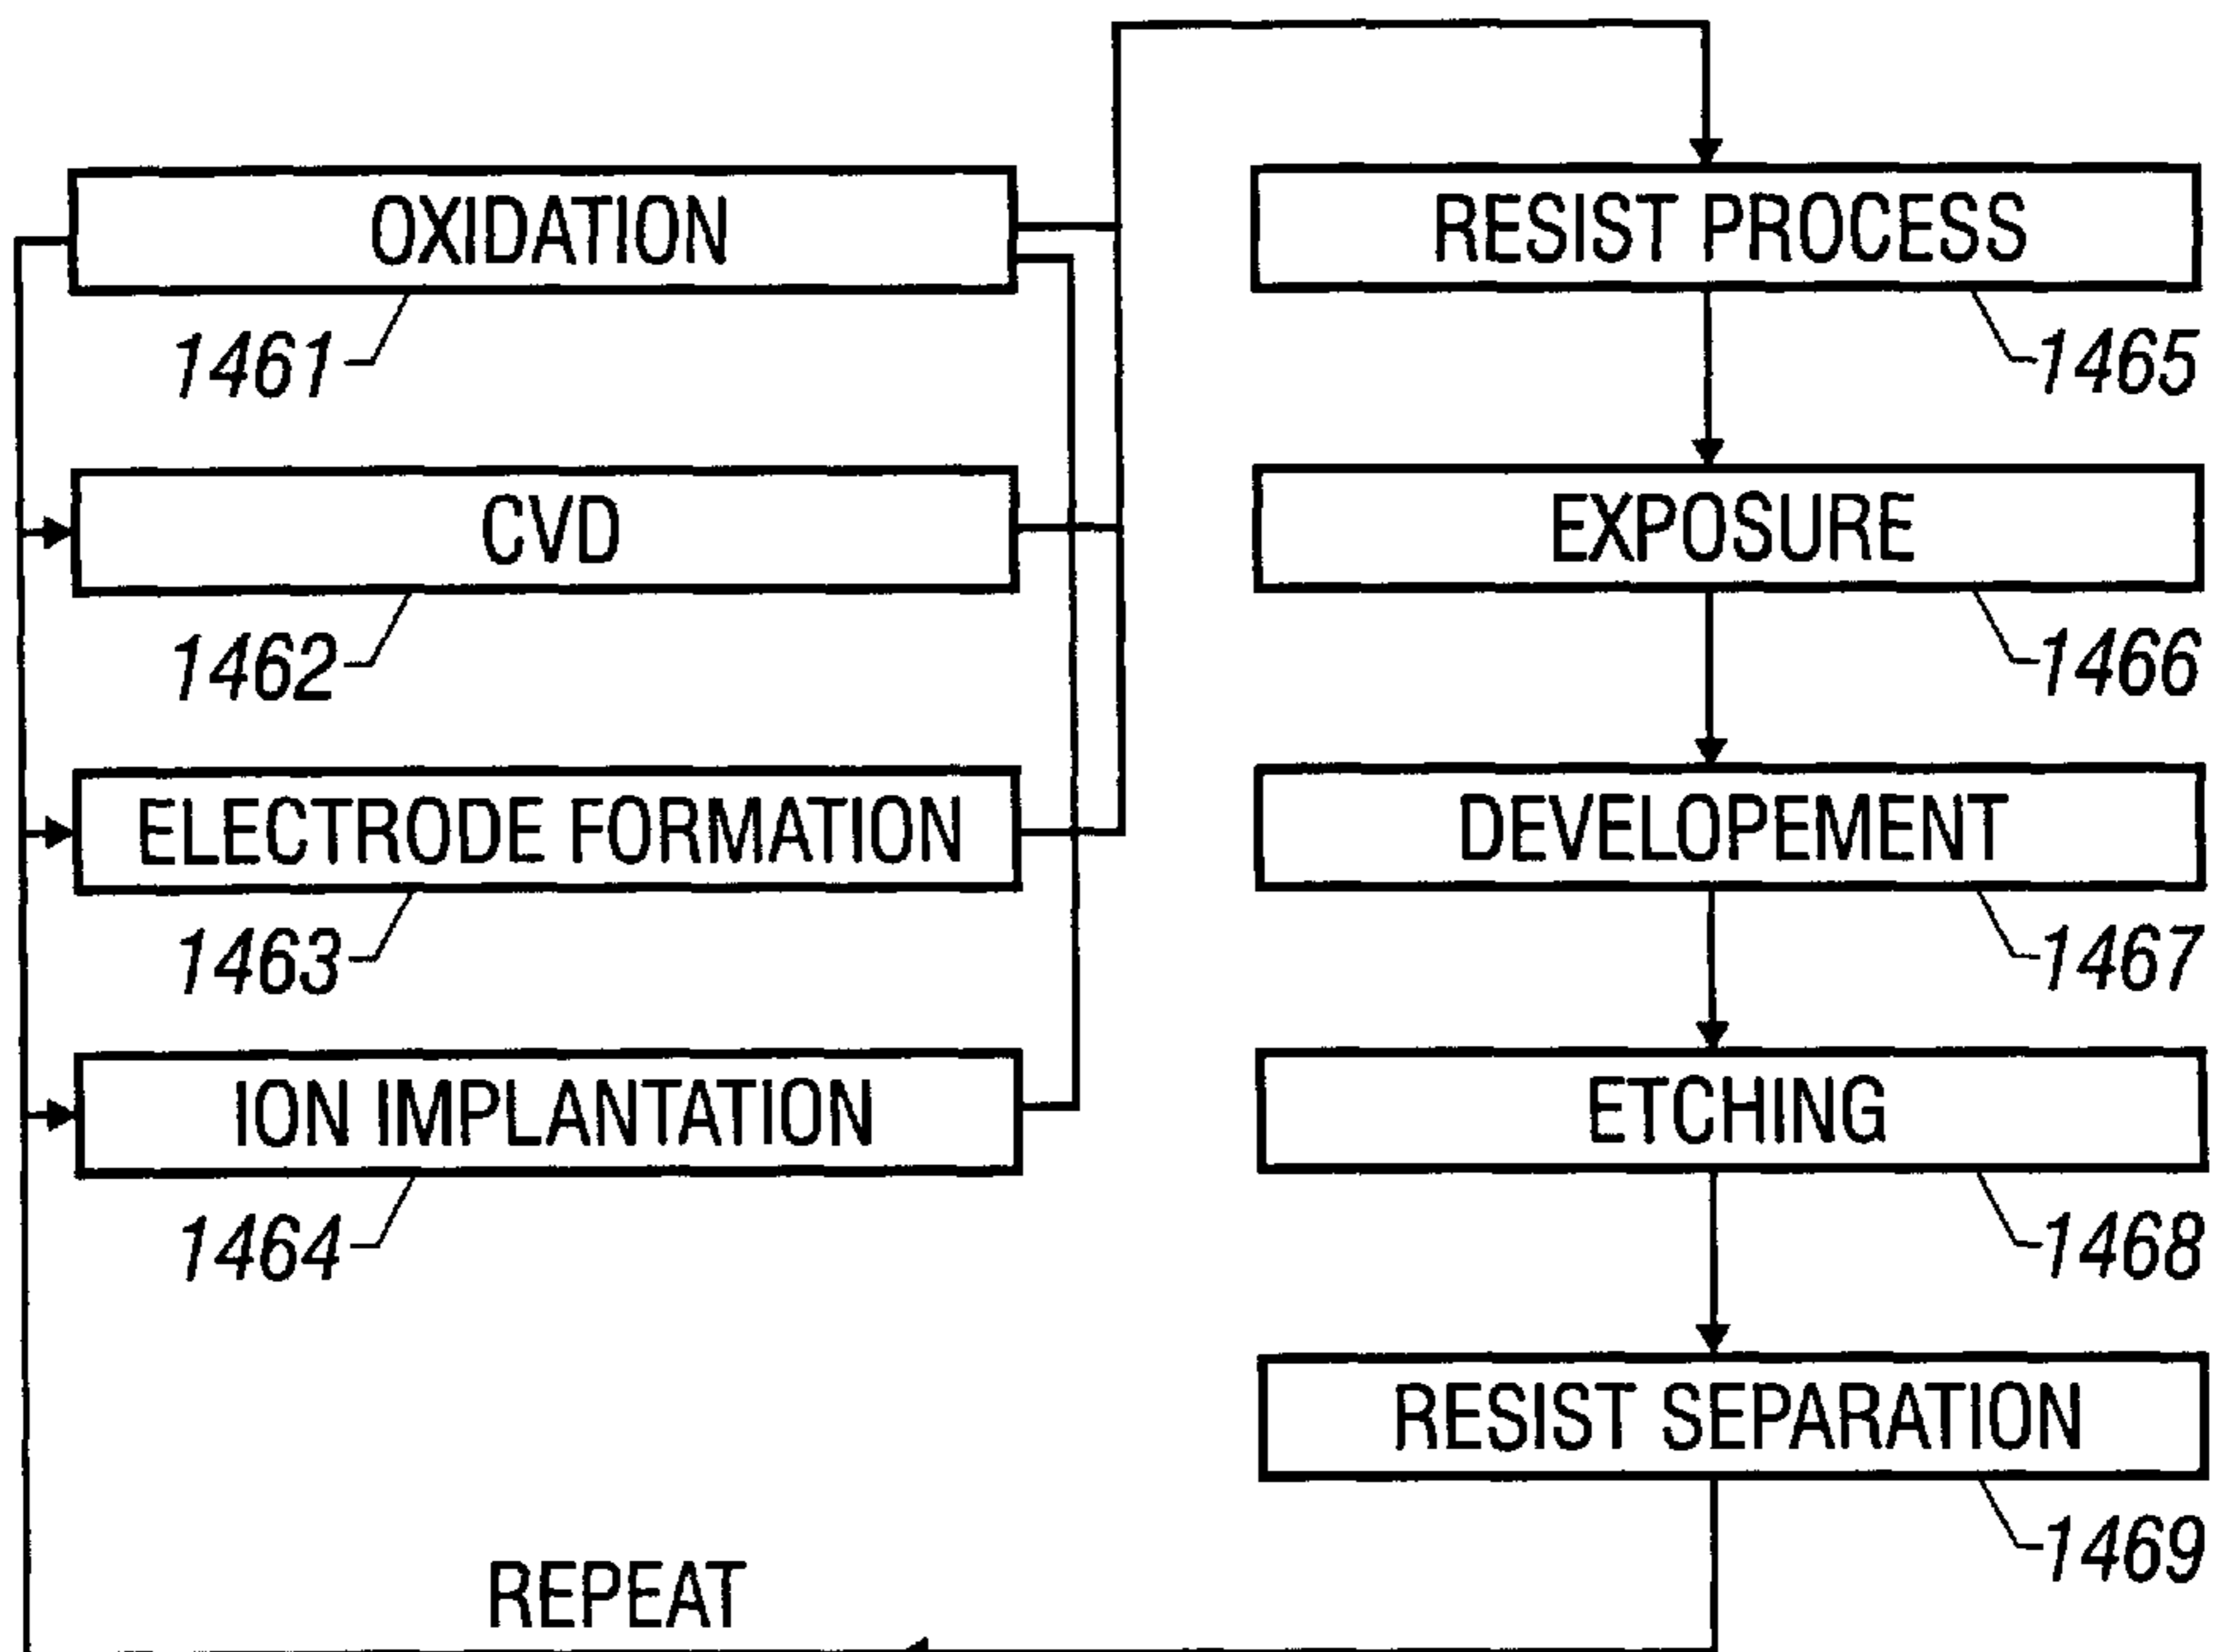 OXIDATION
1461
CVD
1462
ELECTRODE FORMATION
1463
ION IMPLANTATION
1464
RESIST PROCESS
1465
EXPOSURE
1466
DEVELOPEMENT
1467
ETCHING
1468
RESIST SEPARATION
1469
REPEAT